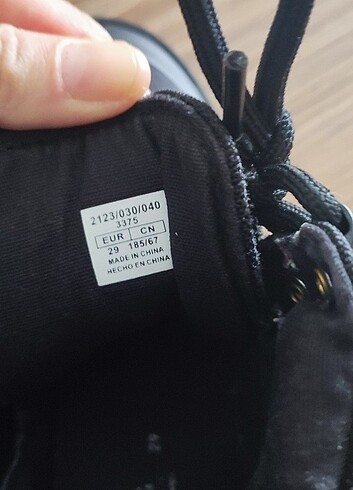 2123/030/040
3375
EUR CN
29 185/67
MADE IN CHINA
HECHO EN CHINA